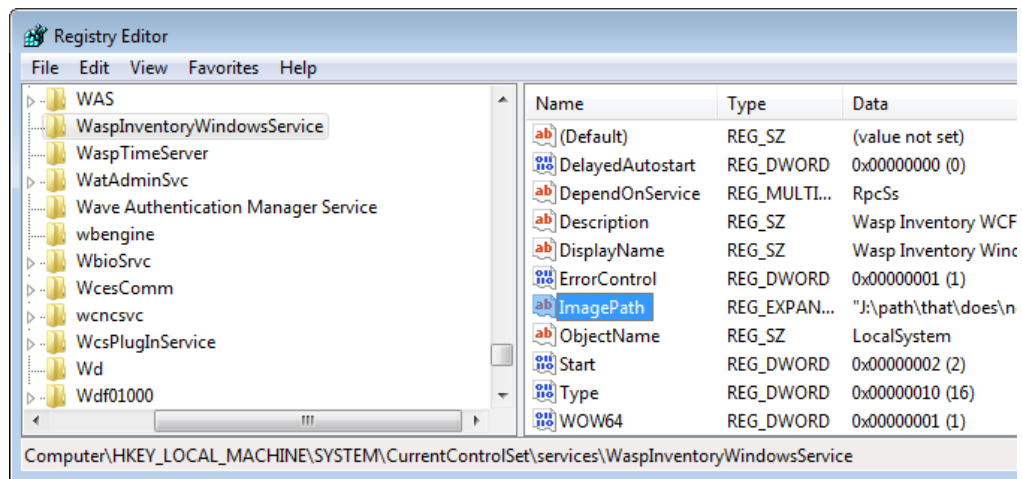 Registry Editor
File Edit View Favorites Help
WAS
WaspInventoryWindowsService
WaspTimeServer
WatAdminSvc
Wave Authentication Manager Service
wbengine
WbioSrvc
WcesComm
wcncsvc
WcsPlugInService
Wd
Wdf01000
Name Type Data
(Default) REG_SZ (value not set)
DelayedAutostart REG_DWORD 0x00000000 (0)
DependOnService REG_MULTI... RpcSs
Description REG_SZ Wasp Inventory WCF
DisplayName REG_SZ Wasp Inventory Wind
ErrorControl REG_DWORD 0x00000001 (1)
ImagePath REG_EXPAN... "J:\path\that\does\n
ObjectName REG_SZ LocalSystem
Start REG_DWORD 0x00000002 (2)
Type REG_DWORD 0x00000010 (16)
WOW64 REG_DWORD 0x00000001 (1)
Computer\HKEY_LOCAL_MACHINE\SYSTEM\CurrentControlSet\services\WaspInventoryWindowsService